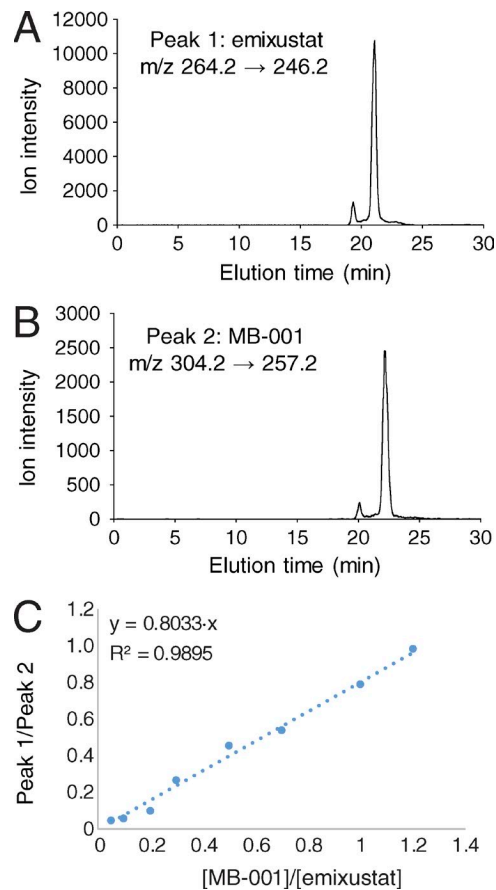 A
Peak 1: emixustat
m/z 264.2 → 246.2
Ion intensity
12000
10000
8000
6000
4000
2000
0
0 5 10 15 20 25 30
Elution time (min)
B
Peak 2: MB-001
m/z 304.2 → 257.2
Ion intensity
3000
2500
2000
1500
1000
500
0
0 5 10 15 20 25 30
Elution time (min)
C
y = 0.8033·x
R² = 0.9895
Peak 1/Peak 2
1.2
1.0
0.8
0.6
0.4
0.2
0
0 0.2 0.4 0.6 0.8 1.0 1.2 1.4
[MB-001]/[emixustat]